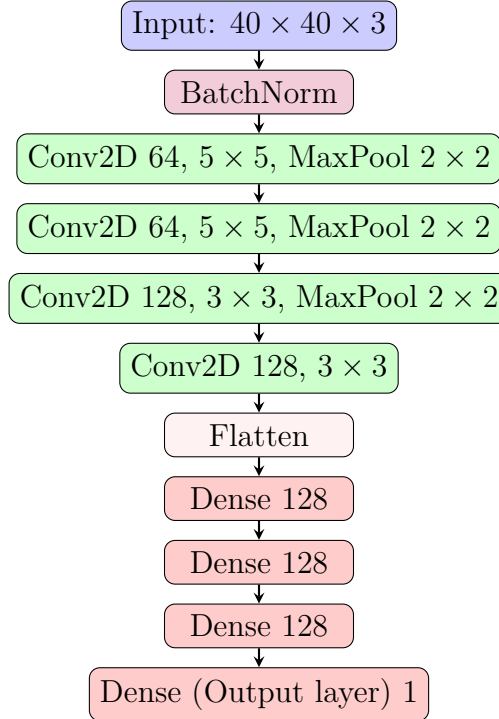 Input: 40 × 40 × 3
BatchNorm
Conv2D 64, 5 × 5, MaxPool 2 × 2
Conv2D 64, 5 × 5, MaxPool 2 × 2
Conv2D 128, 3 × 3, MaxPool 2 × 2
Conv2D 128, 3 × 3
Flatten
Dense 128
Dense 128
Dense 128
Dense (Output layer) 1